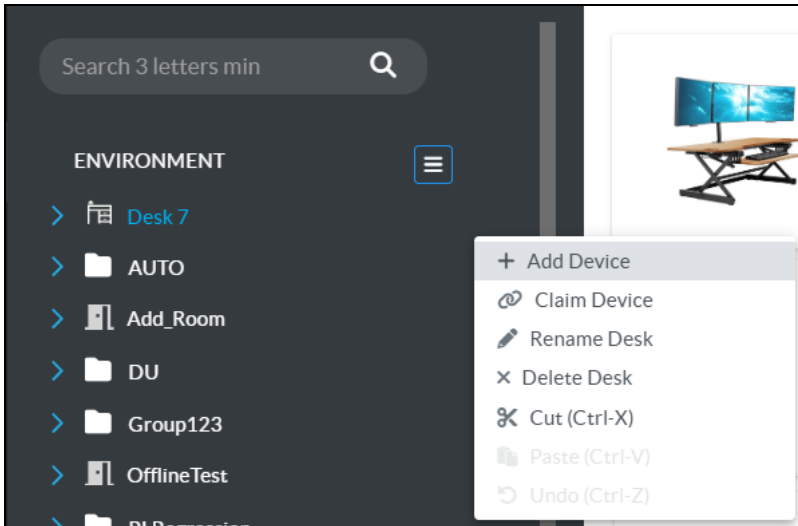 Search 3 letters min
ENVIRONMENT
Desk 7
AUTO
Add_Room
DU
Group123
OfflineTest
Add Device
Claim Device
Rename Desk
Delete Desk
Cut (Ctrl-X)
Paste (Ctrl-V)
Undo (Ctrl-Z)